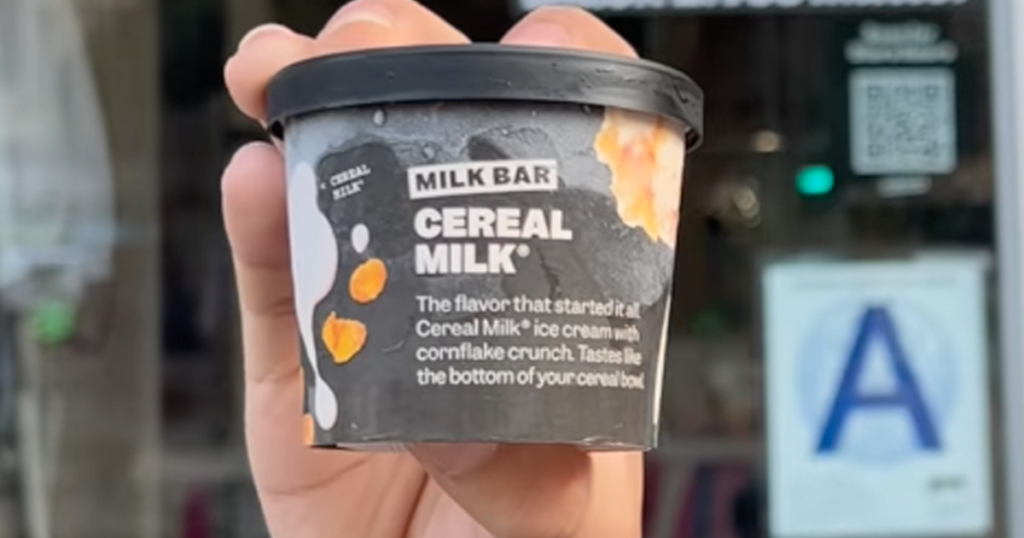 CEREAL
MILK®
MILK BAR
CEREAL
MILK®
The flavor that started it all.
Cereal Milk® ice cream with
cornflake crunch. Tastes like
the bottom of your cereal bowl.
A